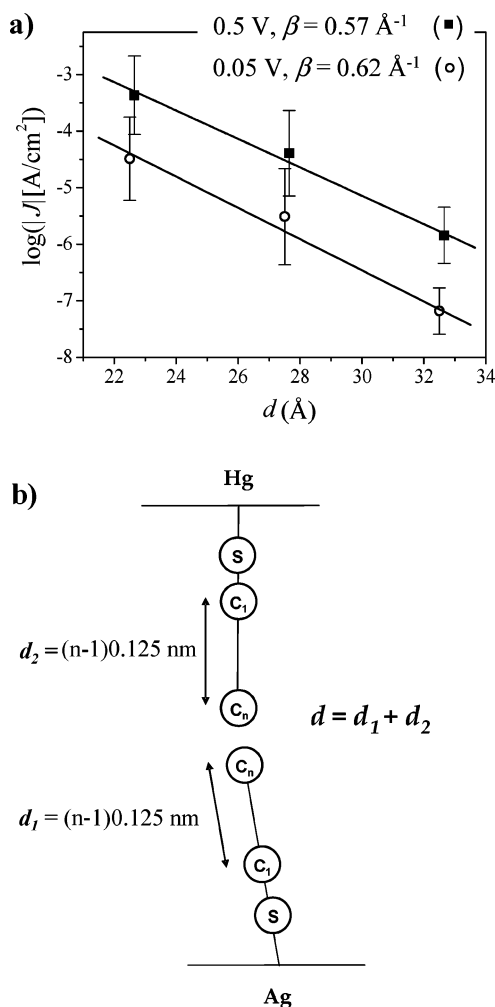 a)
0.5 V, β = 0.57 Å⁻¹ (■)
0.05 V, β = 0.62 Å⁻¹ (○)
log(|J|[A/cm²])
-3
-4
-5
-6
-7
-8
22 24 26 28 30 32 34
d (Å)
b)
Hg
S
C₁
d₂ = (n-1)0.125 nm
Cₙ
d = d₁ + d₂
Cₙ
d₁ = (n-1)0.125 nm
C₁
S
Ag